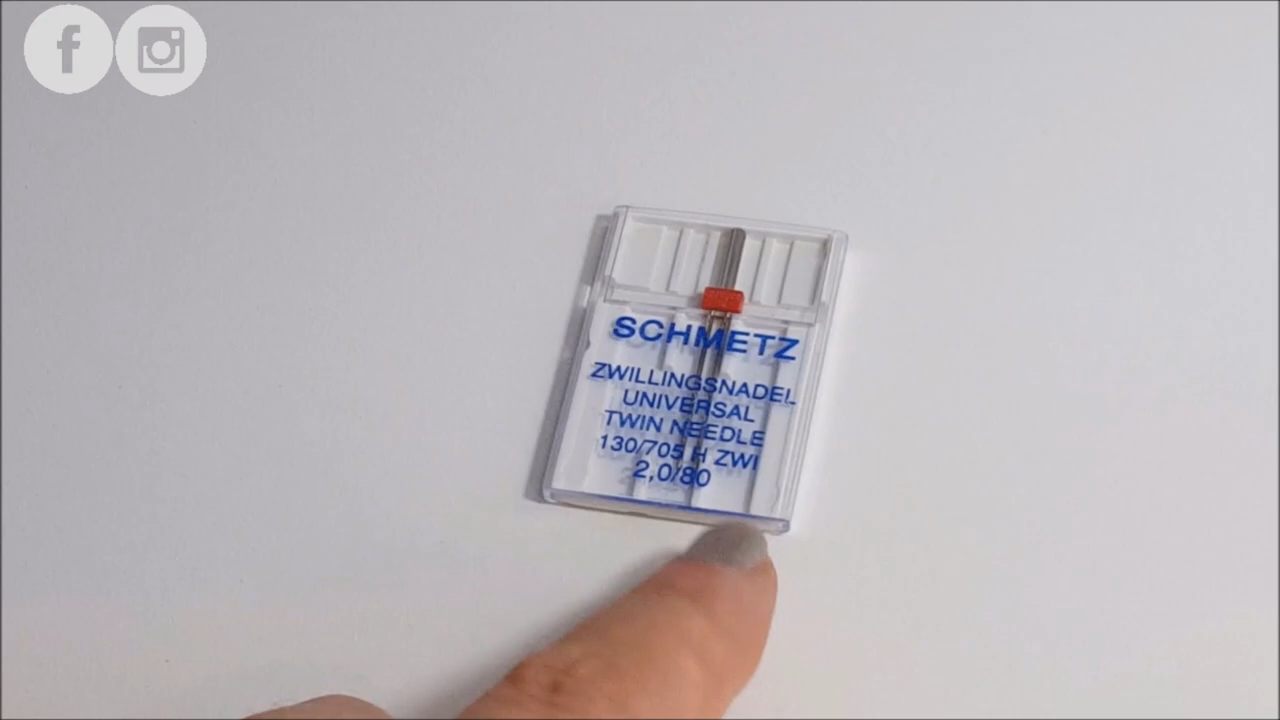 SCHMETZ
ZWILLINGSNADEL
UNIVERSAL
TWIN NEEDLE
130/705 H ZWI
2,0/80